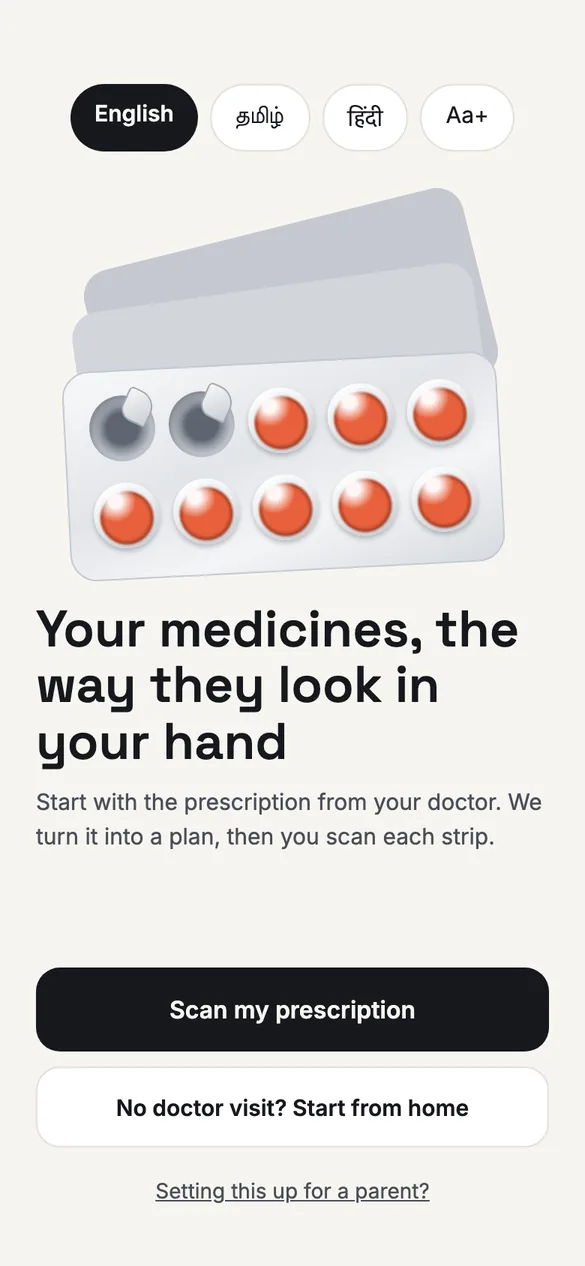 English
தமிழ்
हिंदी
Aa+
Your medicines, the
way they look in
your hand
Start with the prescription from your doctor. We
turn it into a plan, then you scan each strip.
Scan my prescription
No doctor visit? Start from home
Setting this up for a parent?